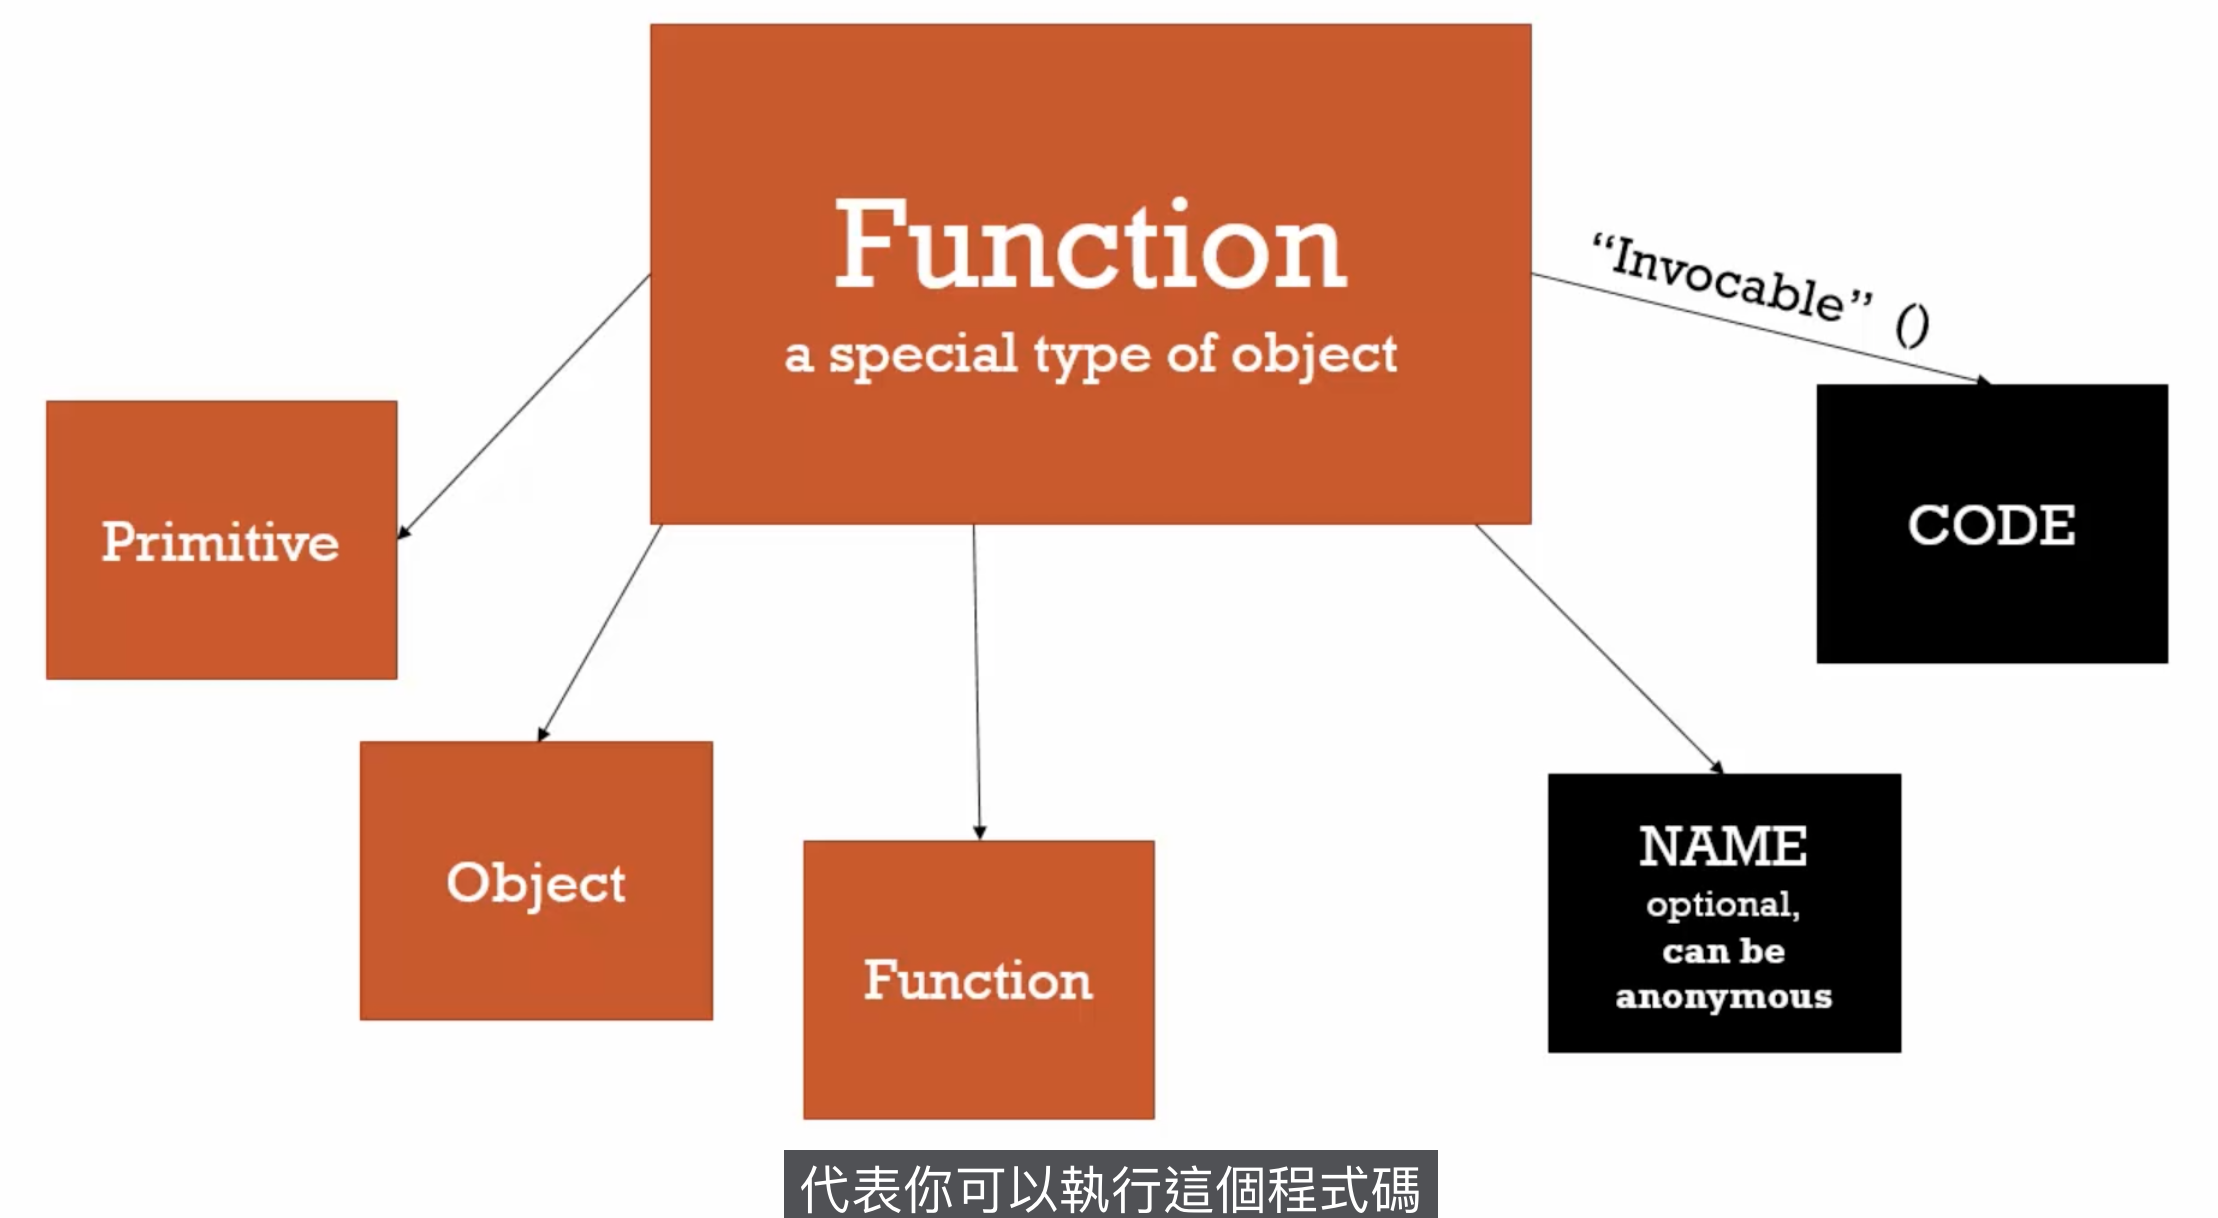 Function
a special type of object
“Invocable” ()
Primitive
CODE
Object
Function
NAME
optional,
can be
anonymous
代表你可以執行這個程式碼